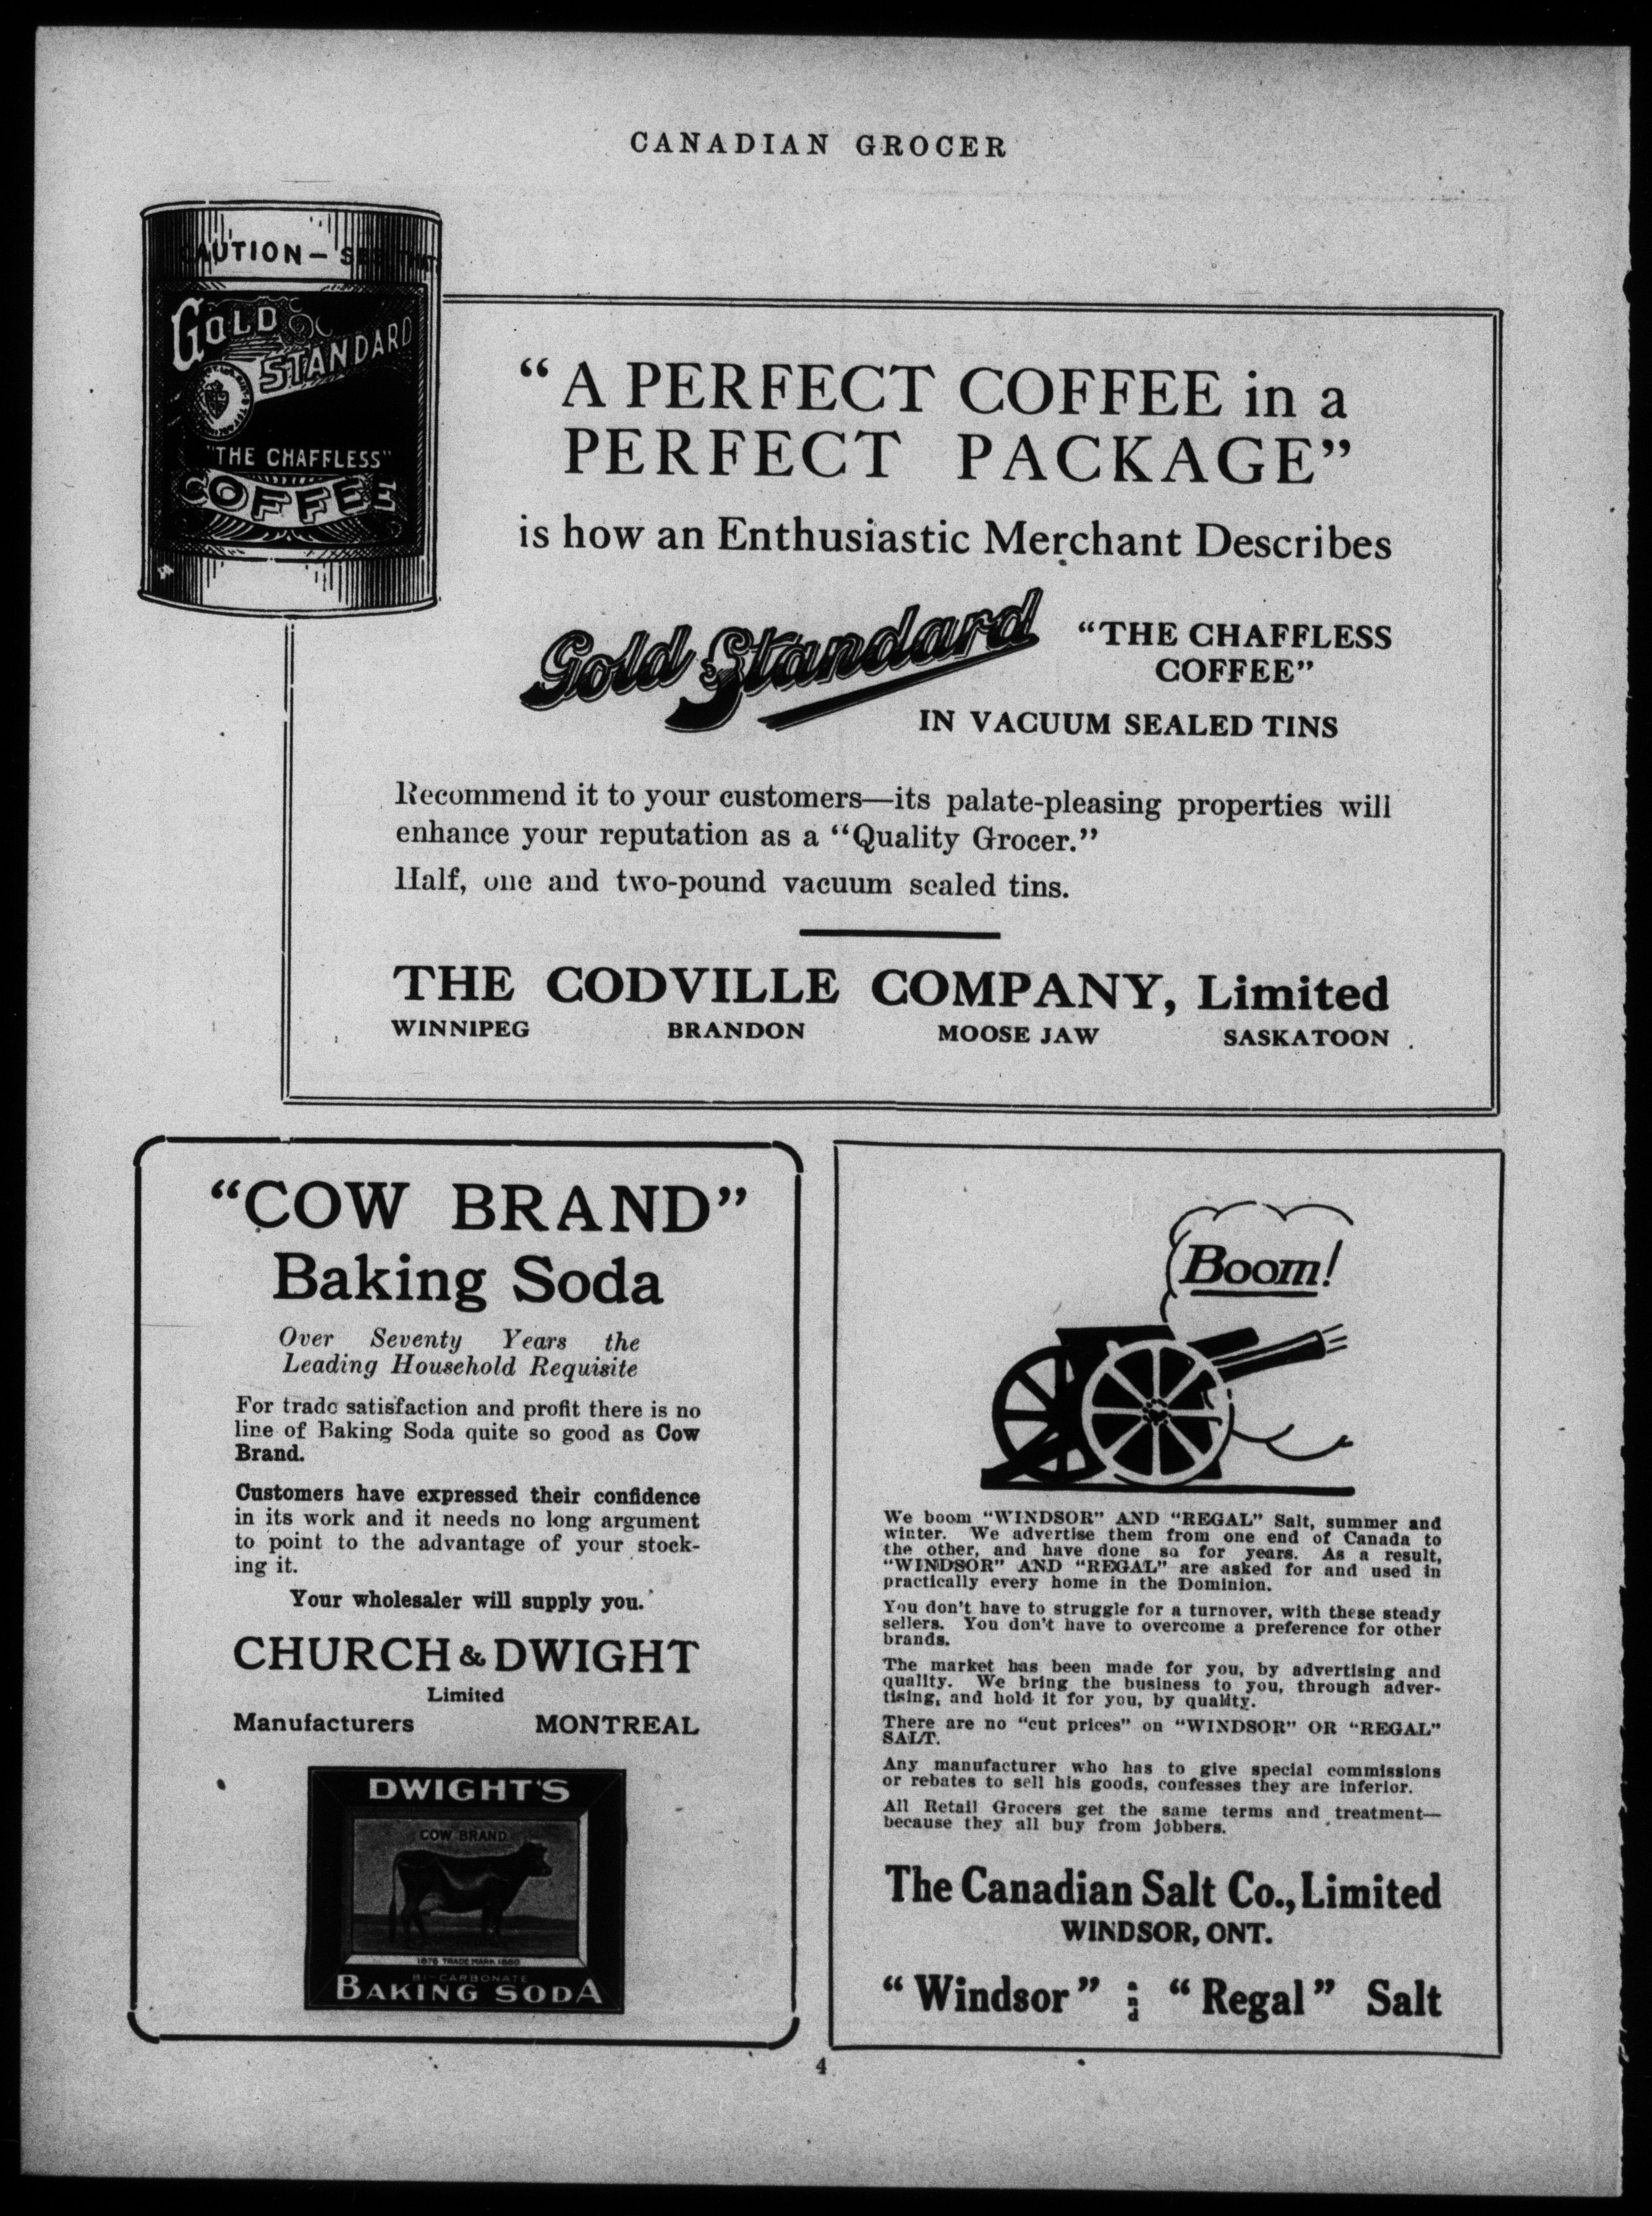 CANADIAN GROCER
CAUTION — SEE THAT
GOLD
STANDARD
"THE CHAFFLESS"
COFFEE
"A PERFECT COFFEE in a
PERFECT PACKAGE"
is how an Enthusiastic Merchant Describes
Gold Standard
"THE CHAFFLESS
COFFEE"
IN VACUUM SEALED TINS
Recommend it to your customers—its palate-pleasing properties will
enhance your reputation as a "Quality Grocer."
Half, one and two-pound vacuum sealed tins.
THE CODVILLE COMPANY, Limited
WINNIPEG BRANDON MOOSE JAW SASKATOON
"COW BRAND"
Baking Soda
Over Seventy Years the
Leading Household Requisite
For trade satisfaction and profit there is no
line of Baking Soda quite so good as Cow
Brand.
Customers have expressed their confidence
in its work and it needs no long argument
to point to the advantage of your stock-
ing it.
Your wholesaler will supply you.
CHURCH & DWIGHT
Limited
Manufacturers MONTREAL
DWIGHT'S
COW BRAND
1876 TRADE MARK 1880
BI-CARBONATE
BAKING SODA
Boom!
We boom "WINDSOR" AND "REGAL" Salt, summer and
winter. We advertise them from one end of Canada to
the other, and have done so for years. As a result,
"WINDSOR" AND "REGAL" are asked for and used in
practically every home in the Dominion.
You don't have to struggle for a turnover, with these steady
sellers. You don't have to overcome a preference for other
brands.
The market has been made for you, by advertising and
quality. We bring the business to you, through adver-
tising, and hold it for you, by quality.
There are no "cut prices" on "WINDSOR" OR "REGAL"
SALT.
Any manufacturer who has to give special commissions
or rebates to sell his goods, confesses they are inferior.
All Retail Grocers get the same terms and treatment—
because they all buy from jobbers.
The Canadian Salt Co., Limited
WINDSOR, ONT.
"Windsor" and "Regal" Salt
4